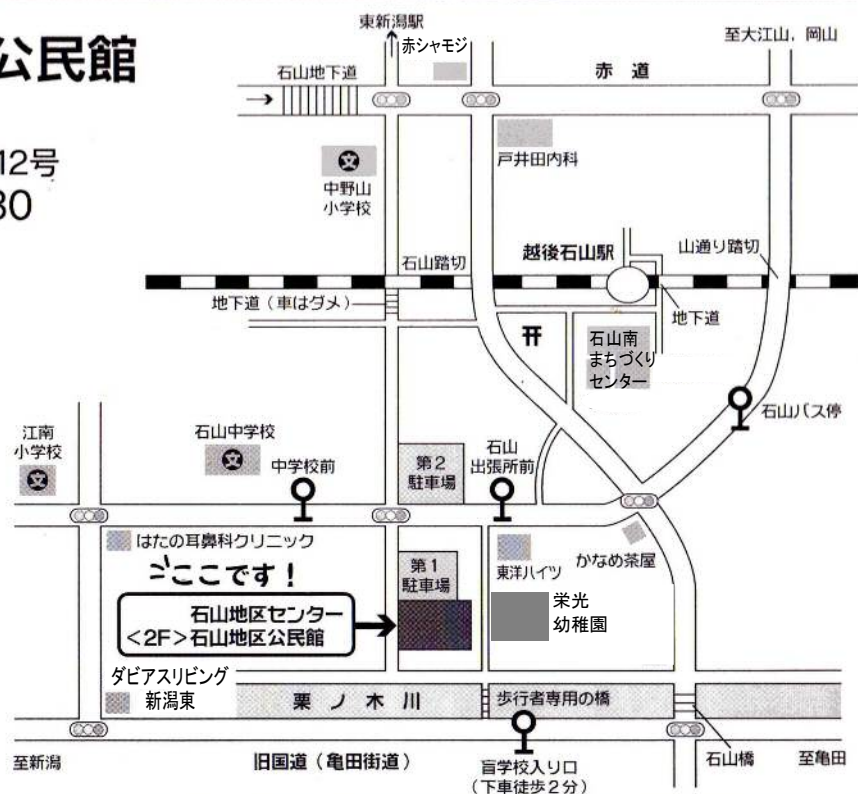 公民館
12号
30
東新潟駅
赤シャモジ
至大江山，岡山
石山地下道
赤 道
戸井田内科
文
中野山
小学校
石山踏切
越後石山駅
山通り踏切
地下道（車はダメ）
地下道
石山南
まちづくり
センター
石山バス停
江南
小学校
文
石山中学校
文
中学校前
第2
駐車場
石山
出張所前
はたの耳鼻科クリニック
ここです！
第1
駐車場
東洋ハイツ
かなめ茶屋
石山地区センター
<2F>石山地区公民館
栄光
幼稚園
ダビアスリビング
新潟東
栗ノ木川
歩行者専用の橋
至新潟
旧国道（亀田街道）
盲学校入り口
（下車徒歩2分）
石山橋
至亀田